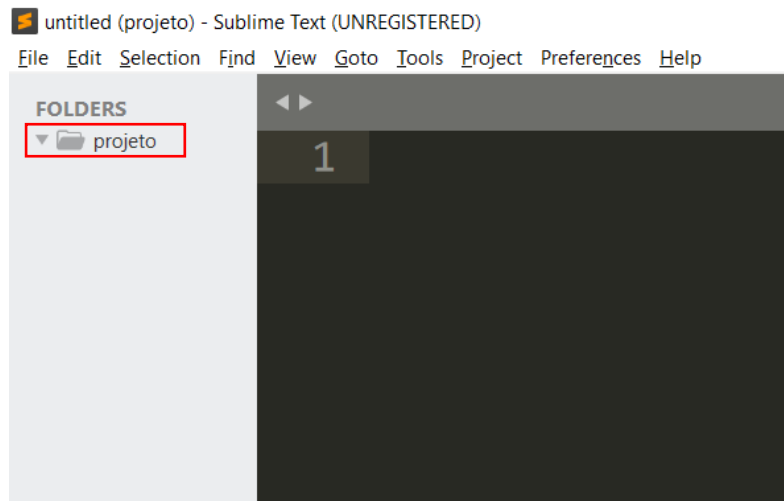 untitled (projeto) - Sublime Text (UNREGISTERED)
File Edit Selection Find View Goto Tools Project Preferences Help
FOLDERS
projeto
1